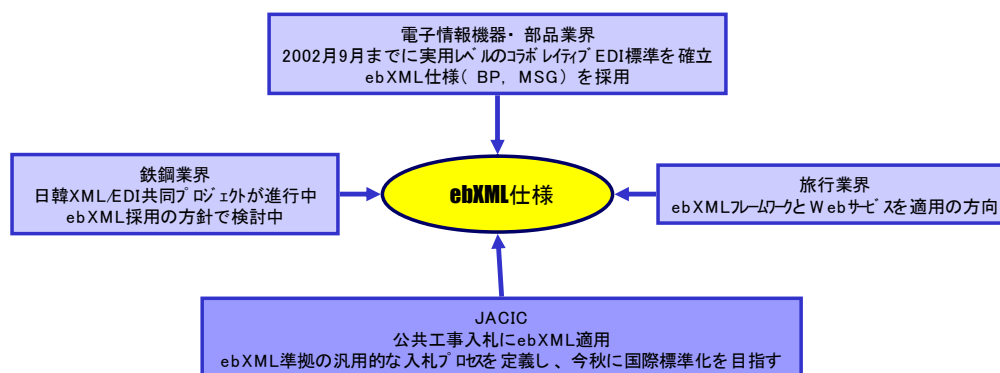 電子情報機器・部品業界
2002月9月までに実用レベルのコラボレイティブEDI標準を確立
ebXML仕様(BP, MSG)を採用
鉄鋼業界
日韓XML/EDI共同プロジェクトが進行中
ebXML採用の方針で検討中
ebXML仕様
旅行業界
ebXMLフレームワークとWebサービスを適用の方向
JACIC
公共工事入札にebXML適用
ebXML準拠の汎用的な入札プロセスを定義し、今秋に国際標準化を目指す